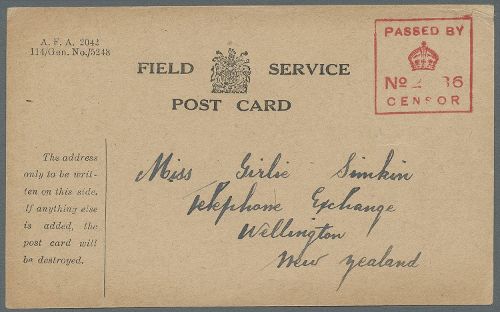 A. F. A. 2042
114/Gen. No./5248
FIELD SERVICE
POST CARD
PASSED BY
CENSOR
The address
only to be writ-
ten on this side.
If anything else
is added, the
post card will
be destroyed.
Miss Girlie Simkin
Telephone Exchange
Wellington
New Zealand